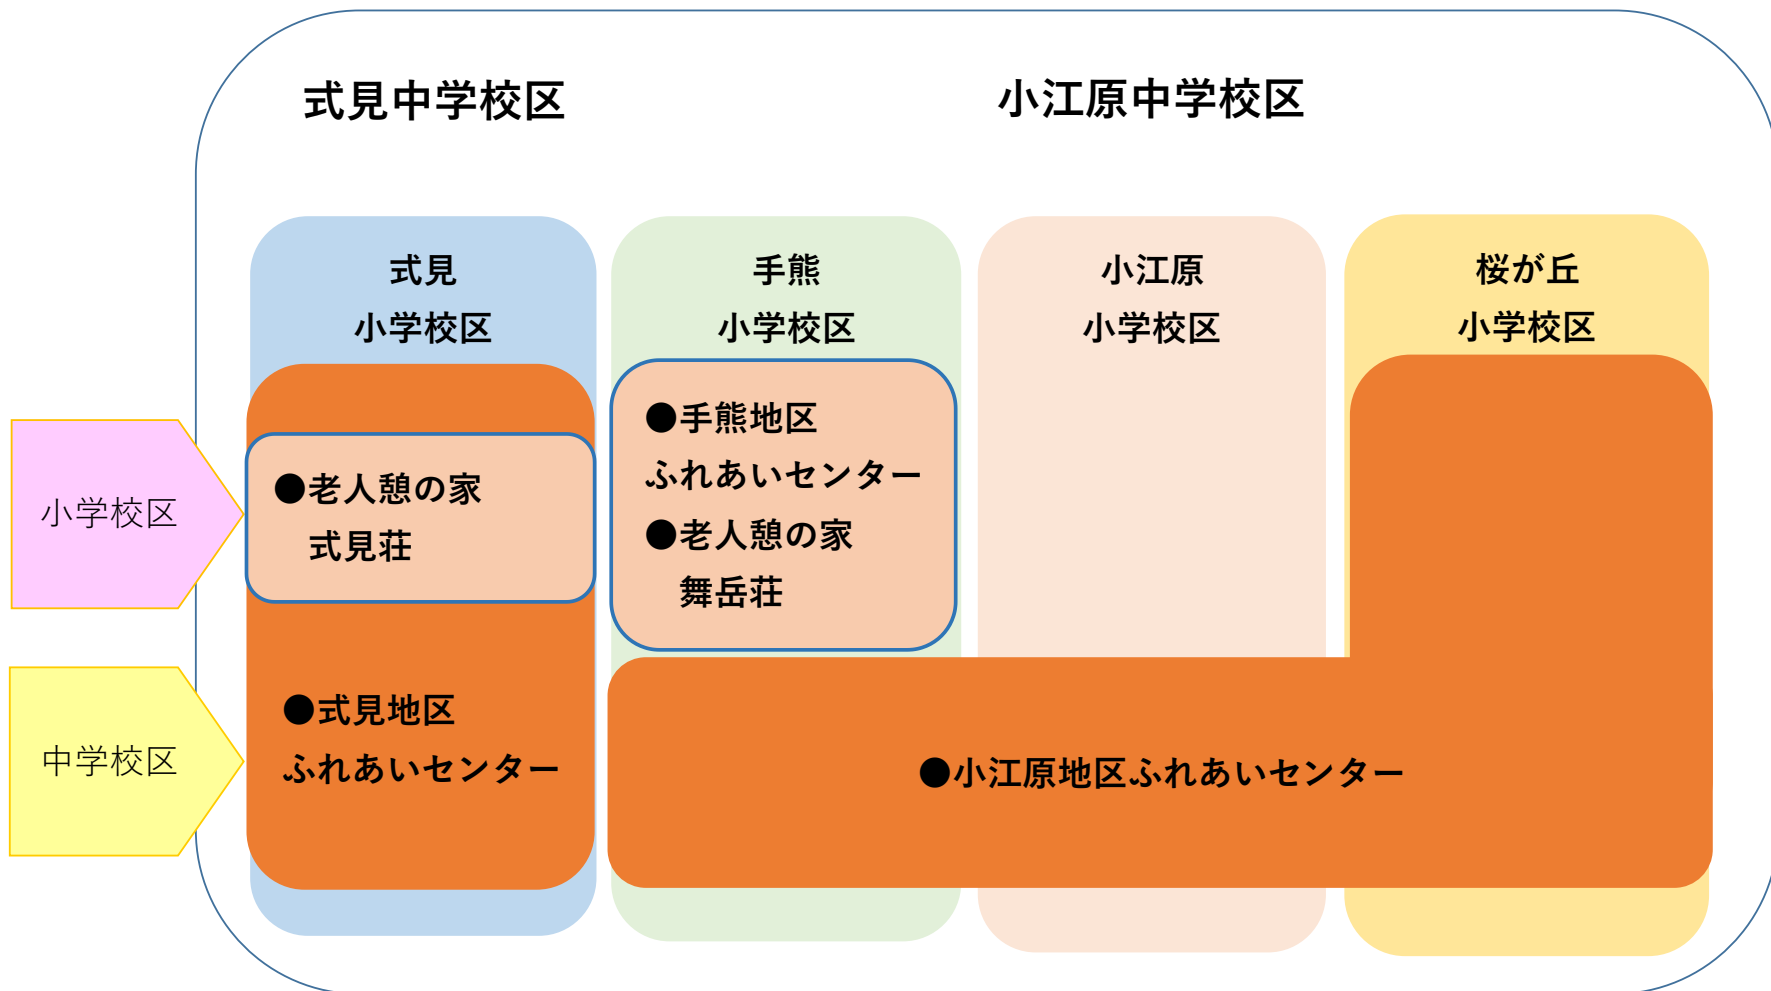 式見中学校区
小江原中学校区
式見
小学校区
手熊
小学校区
小江原
小学校区
桜が丘
小学校区
小学校区
●老人憩の家
式見荘
●手熊地区
ふれあいセンター
●老人憩の家
舞岳荘
中学校区
●式見地区
ふれあいセンター
●小江原地区ふれあいセンター